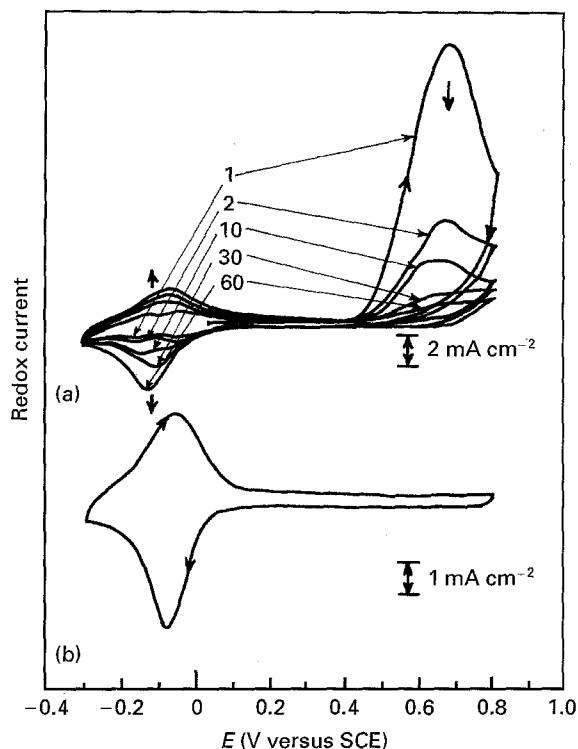 1
2
10
30
60
2 mA cm⁻²
(a)
Redox current
1 mA cm⁻²
(b)
−0.4 −0.2 0 0.2 0.4 0.6 0.8 1.0
E (V versus SCE)